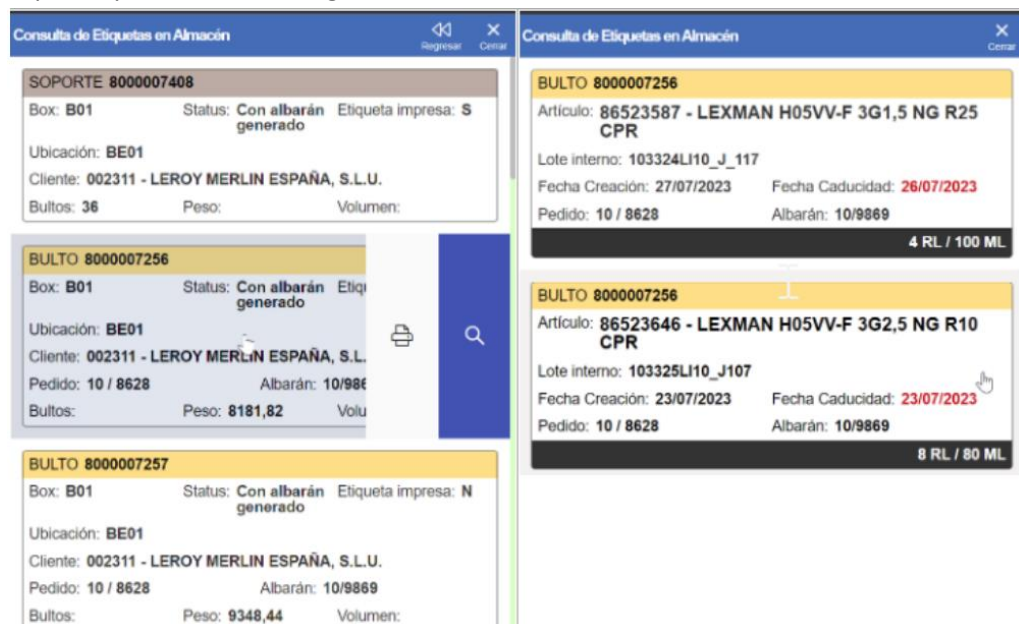 Consulta de Etiquetas en Almacén
Regresar Cerrar
SOPORTE 8000007408
Box: B01 Status: Con albarán generado Etiqueta impresa: S
Ubicación: BE01
Cliente: 002311 - LEROY MERLIN ESPAÑA, S.L.U.
Bultos: 36 Peso: Volumen:
BULTO 8000007256
Box: B01 Status: Con albarán generado
Ubicación: BE01
Cliente: 002311 - LEROY MERLIN ESPAÑA, S.L.
Pedido: 10 / 8628 Albarán: 10/986
Bultos: Peso: 8181,82 Volu
BULTO 8000007257
Box: B01 Status: Con albarán generado Etiqueta impresa: N
Ubicación: BE01
Cliente: 002311 - LEROY MERLIN ESPAÑA, S.L.U.
Pedido: 10 / 8628 Albarán: 10/9869
Bultos: Peso: 9348,44 Volumen:
Consulta de Etiquetas en Almacén
Cerrar
BULTO 8000007256
Artículo: 86523587 - LEXMAN H05VV-F 3G1,5 NG R25
CPR
Lote interno: 103324LI10_J_117
Fecha Creación: 27/07/2023 Fecha Caducidad: 26/07/2023
Pedido: 10 / 8628 Albarán: 10/9869
4 RL / 100 ML
BULTO 8000007256
Artículo: 86523646 - LEXMAN H05VV-F 3G2,5 NG R10
CPR
Lote interno: 103325LI10_J107
Fecha Creación: 23/07/2023 Fecha Caducidad: 23/07/2023
Pedido: 10 / 8628 Albarán: 10/9869
8 RL / 80 ML